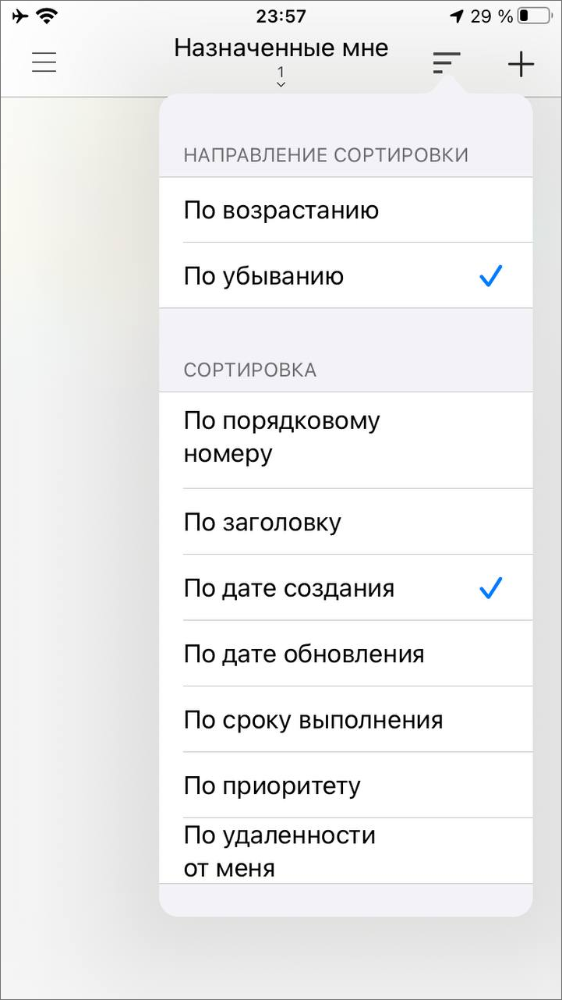 23:57
29 %
Назначенные мне
1
НАПРАВЛЕНИЕ СОРТИРОВКИ
По возрастанию
По убыванию
СОРТИРОВКА
По порядковому
номеру
По заголовку
По дате создания
По дате обновления
По сроку выполнения
По приоритету
По удаленности
от меня